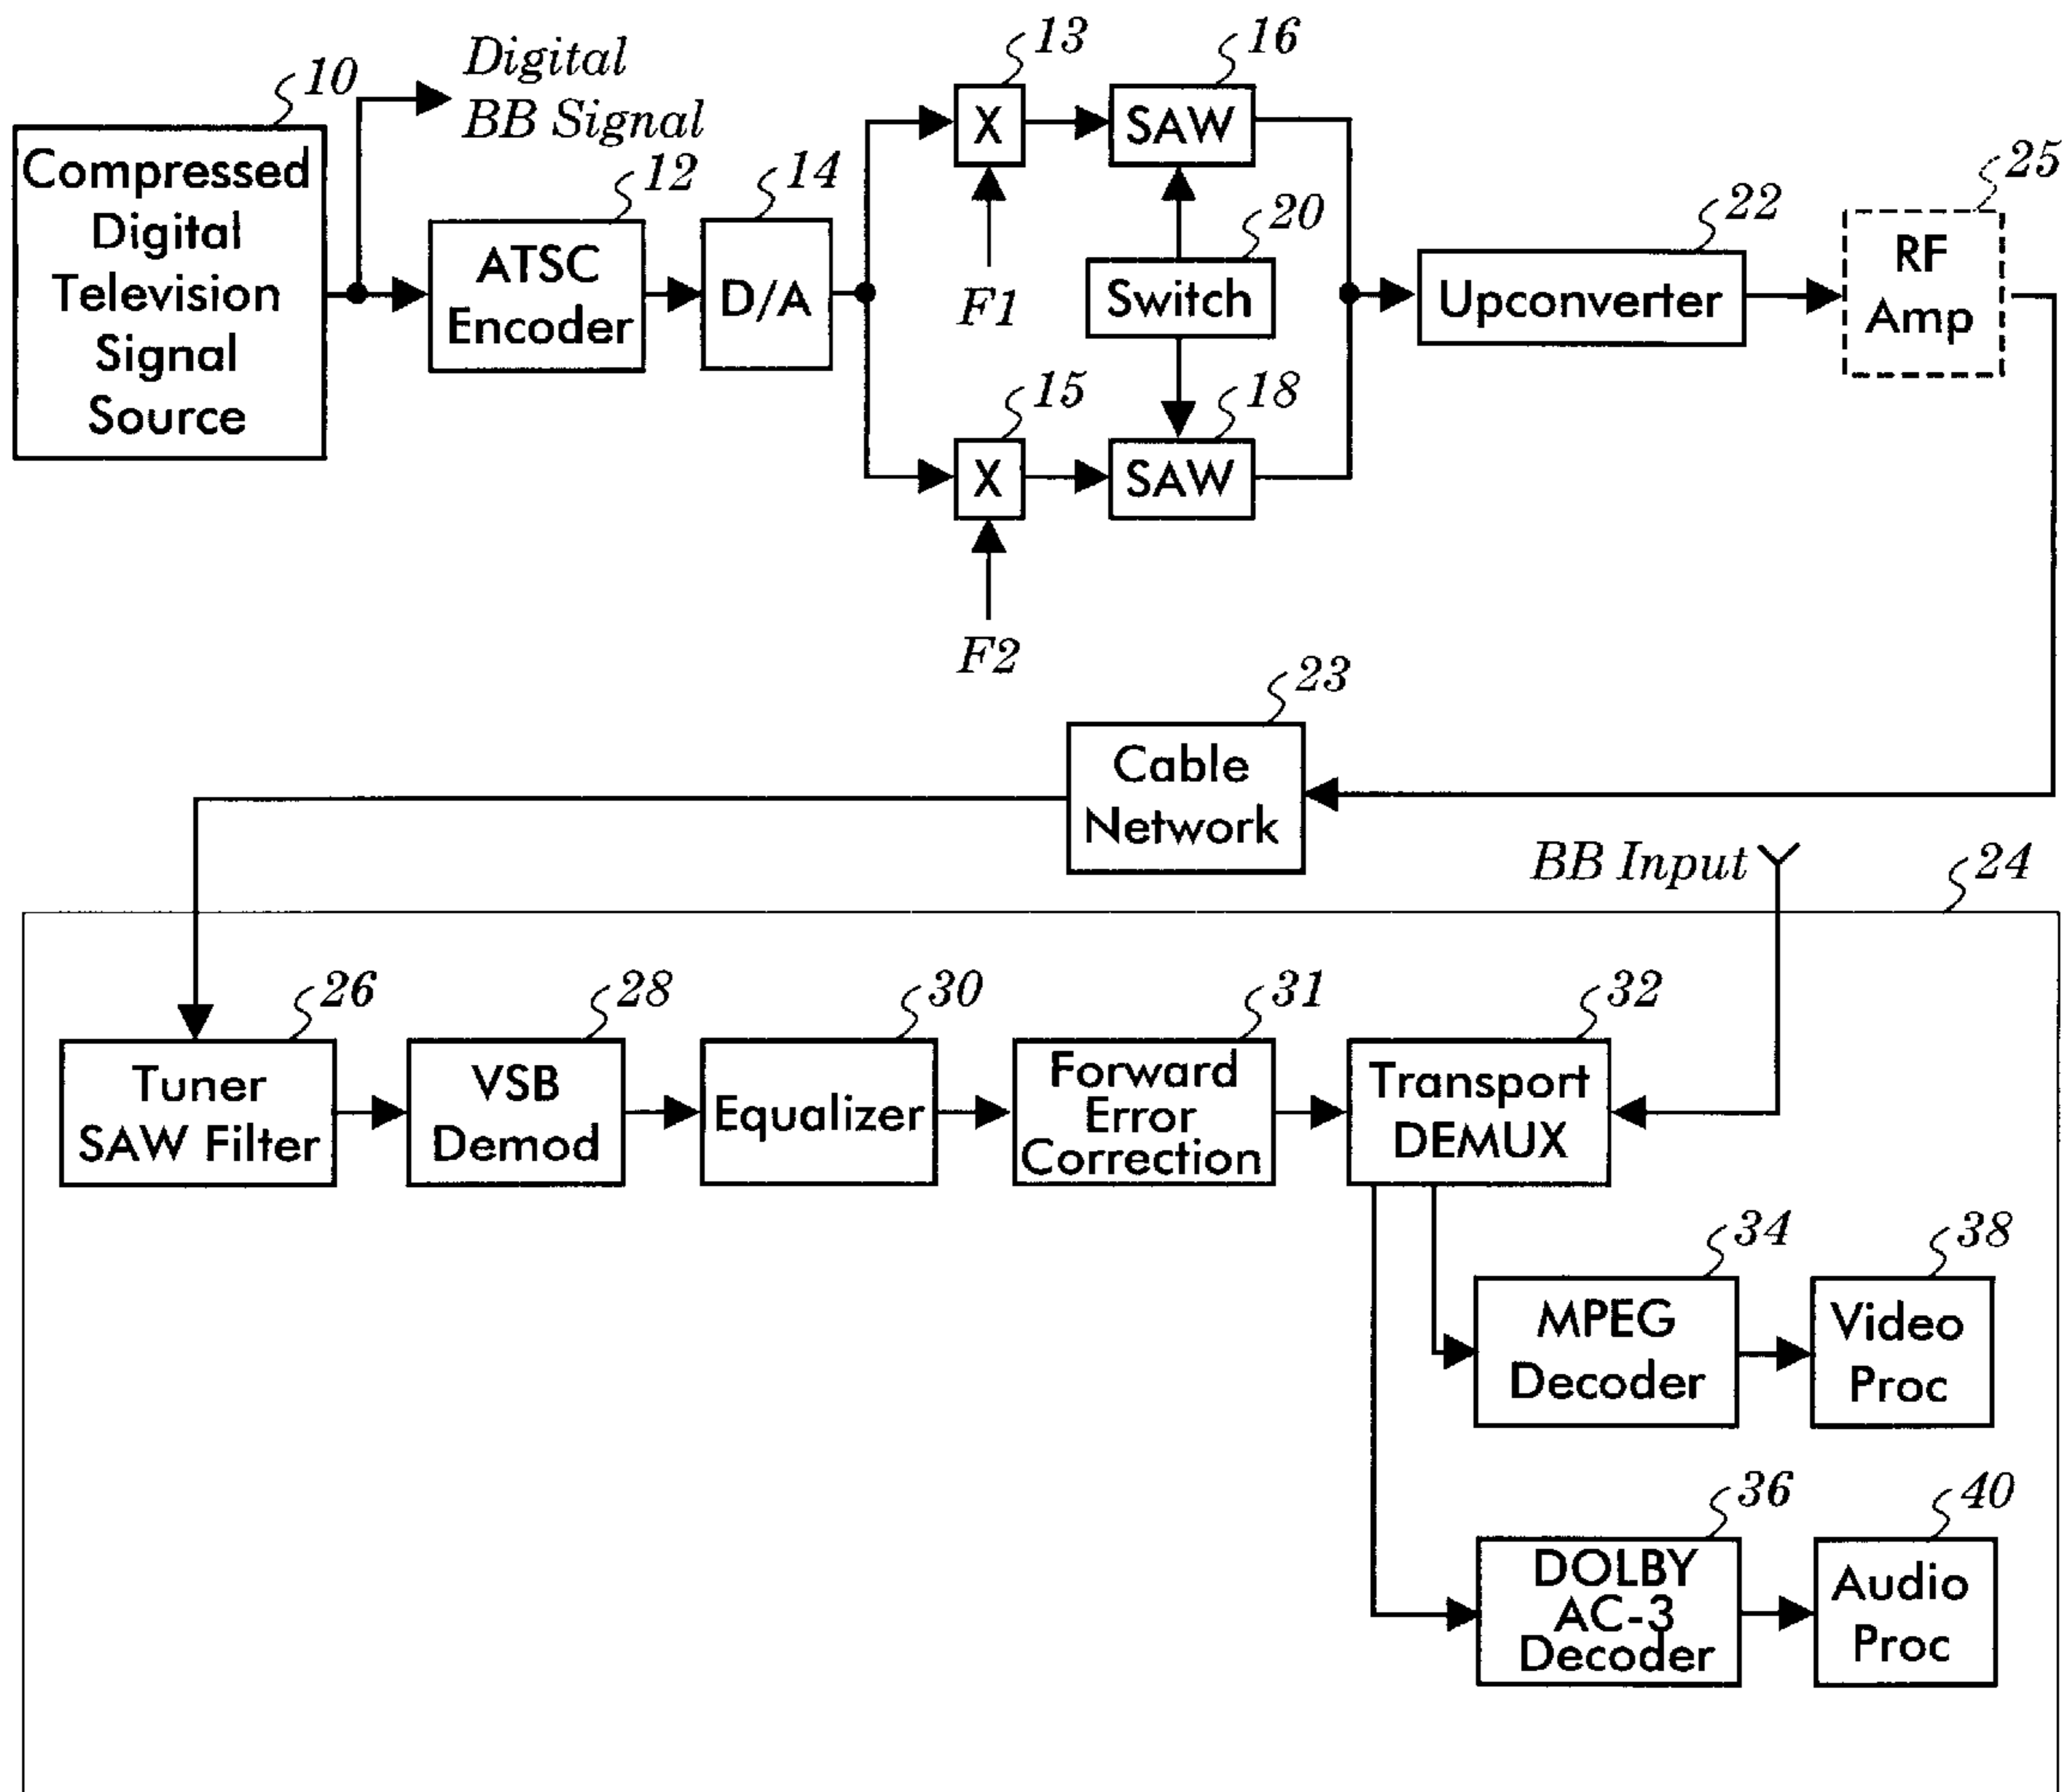 10
Digital
BB Signal
Compressed
Digital
Television
Signal
Source
12
ATSC
Encoder
14
D/A
13
X
F1
16
SAW
20
Switch
15
X
F2
18
SAW
22
Upconverter
25
RF
Amp
23
Cable
Network
BB Input
24
26
Tuner
SAW Filter
28
VSB
Demod
30
Equalizer
31
Forward
Error
Correction
32
Transport
DEMUX
34
MPEG
Decoder
38
Video
Proc
36
DOLBY
AC-3
Decoder
40
Audio
Proc